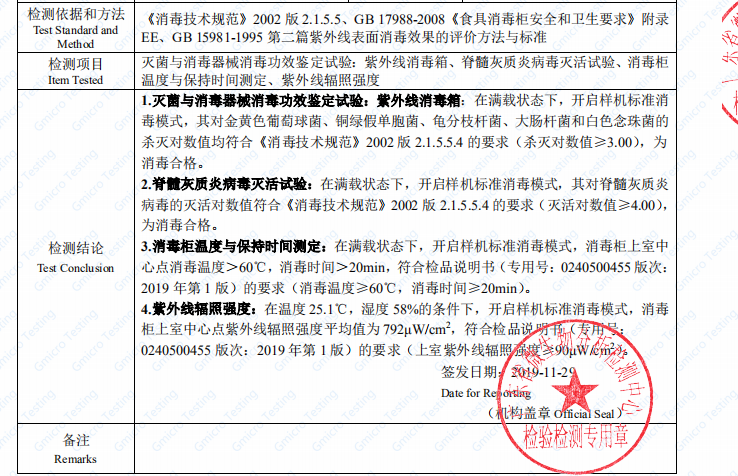 检测依据和方法
Test Standard and
Method
《消毒技术规范》2002 版 2.1.5.5、GB 17988-2008《食具消毒柜安全和卫生要求》附录
EE、GB 15981-1995 第二篇紫外线表面消毒效果的评价方法与标准
检测项目
Item Tested
灭菌与消毒器械消毒功效鉴定试验：紫外线消毒箱、脊髓灰质炎病毒灭活试验、消毒柜
温度与保持时间测定、紫外线辐照强度
检测结论
Test Conclusion
1.灭菌与消毒器械消毒功效鉴定试验：紫外线消毒箱：在满载状态下，开启样机标准消
毒模式，其对金黄色葡萄球菌、铜绿假单胞菌、龟分枝杆菌、大肠杆菌和白色念珠菌的
杀灭对数值均符合《消毒技术规范》2002 版 2.1.5.5.4 的要求（杀灭对数值≥3.00），为
消毒合格。
2.脊髓灰质炎病毒灭活试验：在满载状态下，开启样机标准消毒模式，其对脊髓灰质炎
病毒的灭活对数值符合《消毒技术规范》2002 版 2.1.5.5.4 的要求（灭活对数值≥4.00），
为消毒合格。
3.消毒柜温度与保持时间测定：在满载状态下，开启样机标准消毒模式，消毒柜上室中
心点消毒温度＞60℃，消毒时间＞20min，符合检品说明书（专用号：0240500455 版次：
2019 年第 1 版）的要求（消毒温度≥60℃，消毒时间≥20min）。
4.紫外线辐照强度：在温度 25.1℃，湿度 58%的条件下，开启样机标准消毒模式，消毒
柜上室中心点紫外线辐照强度平均值为 792μW/cm²，符合检品说明书（专用号：
0240500455 版次：2019 年第 1 版）的要求（上室紫外线辐照强度≥90μW/cm²）。
签发日期：2019-11-29
Date for Reporting
（机构盖章 Official Seal）
广东省微生物分析检测中心
检验检测专用章
备注
Remarks
Gmicro Testing